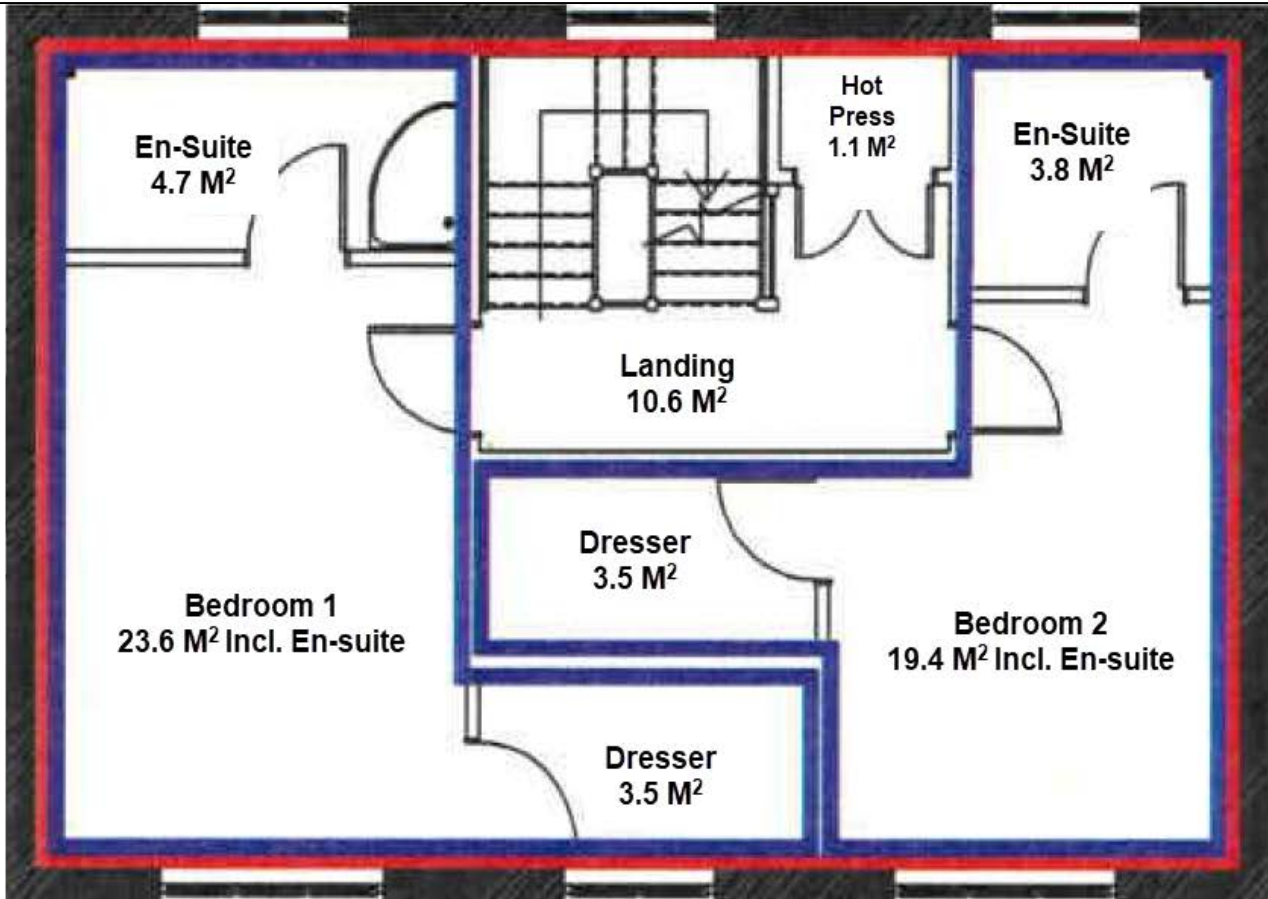 En-Suite
4.7 M²
Hot
Press
1.1 M²
En-Suite
3.8 M²
Landing
10.6 M²
Dresser
3.5 M²
Bedroom 1
23.6 M² Incl. En-suite
Bedroom 2
19.4 M² Incl. En-suite
Dresser
3.5 M²